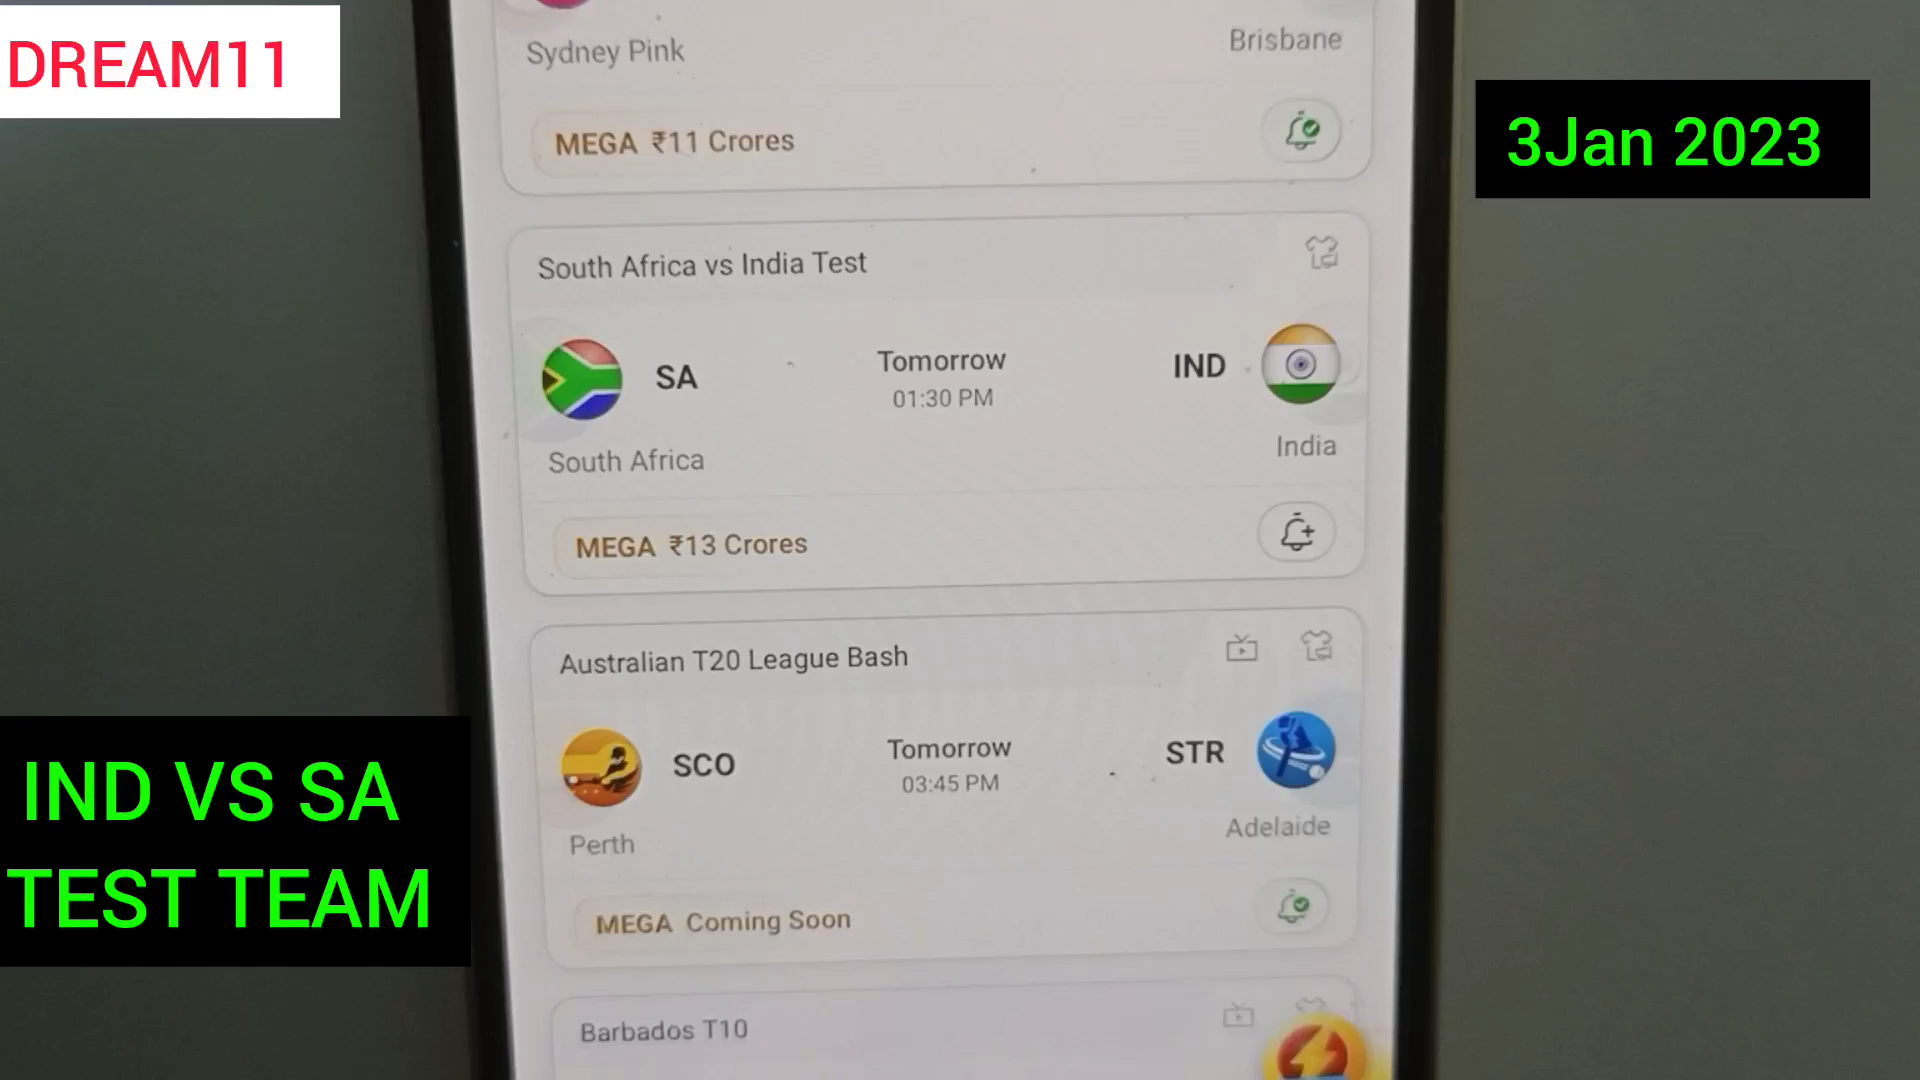 DREAM11
3Jan 2023
Sydney Pink
Brisbane
MEGA ₹11 Crores
South Africa vs India Test
SA
Tomorrow
01:30 PM
IND
South Africa
India
MEGA ₹13 Crores
Australian T20 League Bash
SCO
Tomorrow
03:45 PM
STR
Perth
Adelaide
MEGA Coming Soon
Barbados T10
IND VS SA
TEST TEAM